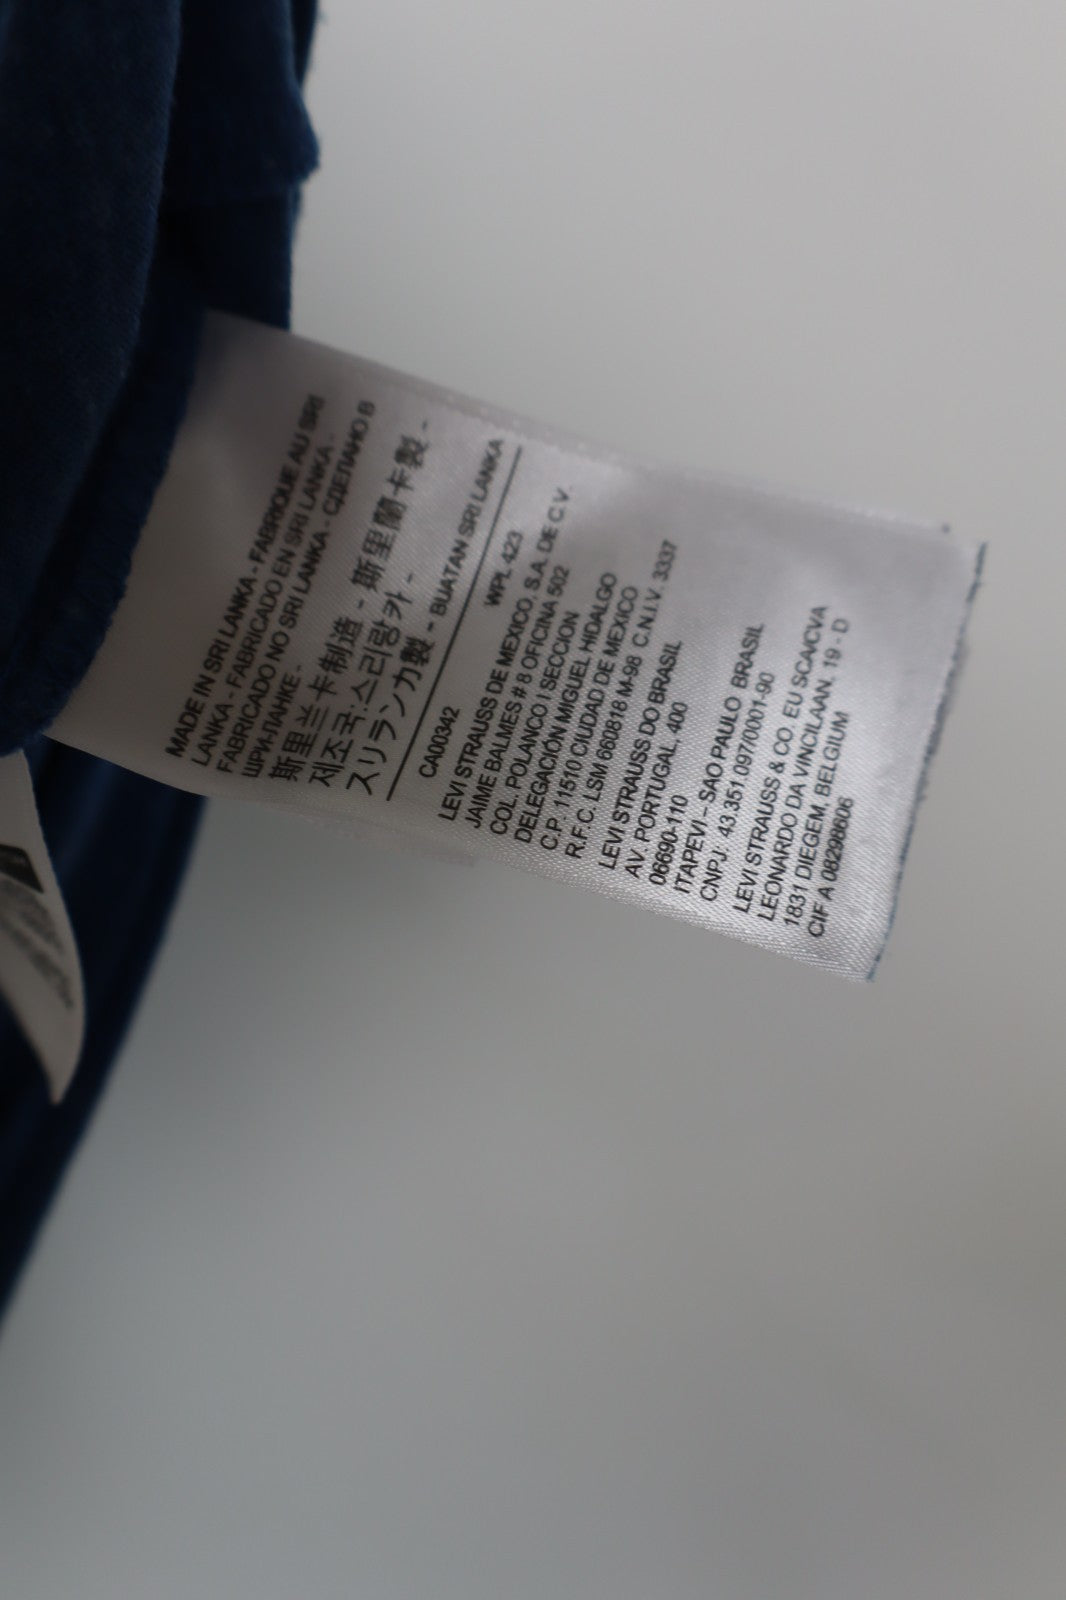 MADE IN SRI LANKA - FABRIQUE AU SRI
LANKA - FABRICADO EN SRI LANKA -
FABRICADO NO SRI LANKA - СДЕЛАНО В
ШРИ-ЛАНКЕ -
斯里兰卡制造 - 斯里蘭卡製 -
제조국:스리랑카 -
スリランカ製 - BUATAN SRI LANKA
CA00342 WPL 423
LEVI STRAUSS DE MEXICO, S.A. DE C.V.
JAIME BALMES # 8 OFICINA 502
COL. POLANCO I SECCION
DELEGACIÓN MIGUEL HIDALGO
C.P. 11510 CIUDAD DE MEXICO
R.F.C. LSM 660818 M-98 C.N.I.V. 3337
LEVI STRAUSS DO BRASIL
AV. PORTUGAL, 400
06690-110
ITAPEVI – SAO PAULO BRASIL
CNPJ: 43.351.097/0001-90
LEVI STRAUSS & CO. EU SCA/CVA
LEONARDO DA VINCILAAN, 19 - D
1831 DIEGEM, BELGIUM
CIF A 08298606